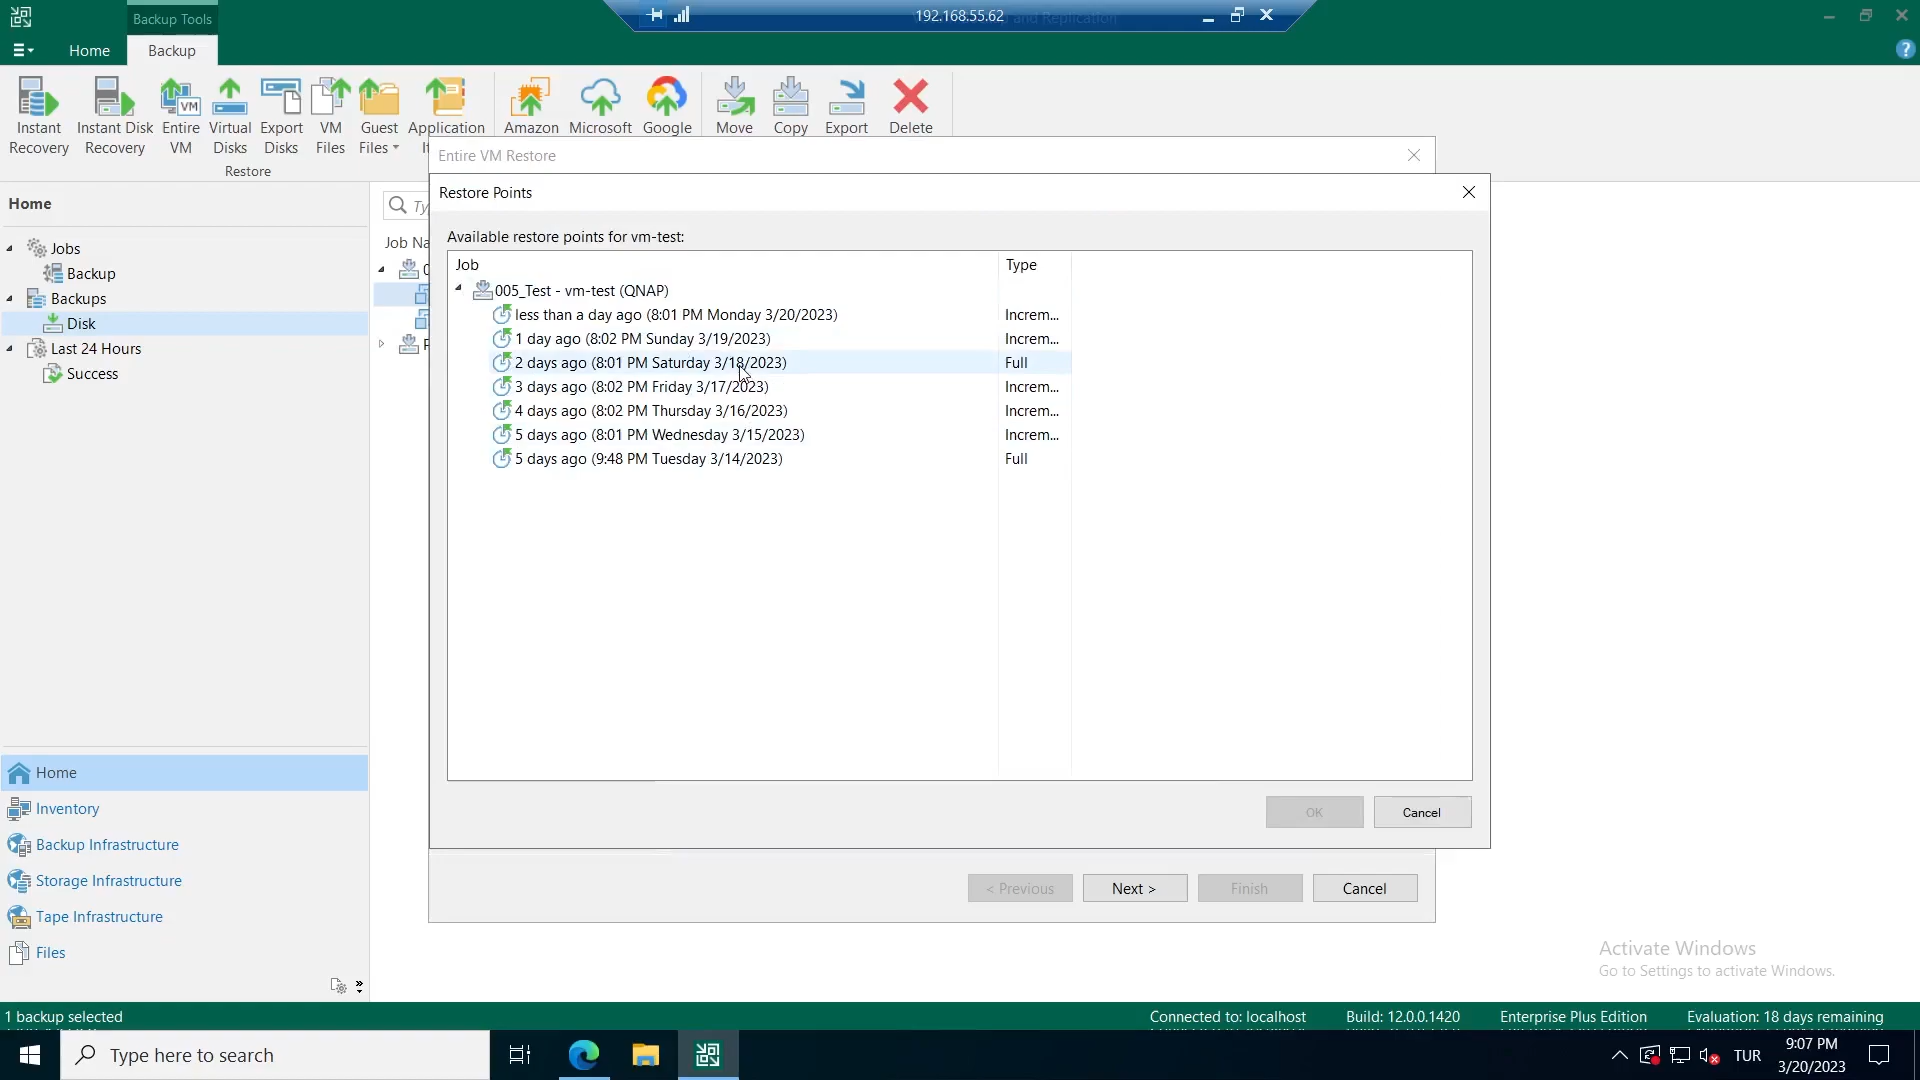 Backup Tools
192.168.55.62
and Replication
Home
Backup
Instant Recovery
Instant Disk Recovery
Entire VM
Virtual Disks
Export Disks
VM Files
Guest Files
Application
Amazon
Microsoft
Google
Move
Copy
Export
Delete
Restore
Entire VM Restore
Home
Jobs
Backup
Backups
Disk
Last 24 Hours
Success
Job Na
Restore Points
Available restore points for vm-test:
Job Type
005_Test - vm-test (QNAP)
less than a day ago (8:01 PM Monday 3/20/2023) Increm...
1 day ago (8:02 PM Sunday 3/19/2023) Increm...
2 days ago (8:01 PM Saturday 3/18/2023) Full
3 days ago (8:02 PM Friday 3/17/2023) Increm...
4 days ago (8:02 PM Thursday 3/16/2023) Increm...
5 days ago (8:01 PM Wednesday 3/15/2023) Increm...
5 days ago (9:48 PM Tuesday 3/14/2023) Full
OK
Cancel
< Previous
Next >
Finish
Cancel
Home
Inventory
Backup Infrastructure
Storage Infrastructure
Tape Infrastructure
Files
Activate Windows
Go to Settings to activate Windows.
1 backup selected
Connected to: localhost
Build: 12.0.0.1420
Enterprise Plus Edition
Evaluation: 18 days remaining
Type here to search
TUR
9:07 PM
3/20/2023